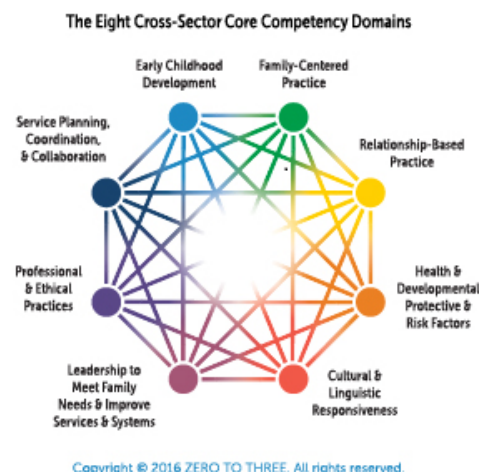 The Eight Cross-Sector Core Competency Domains
Early Childhood
Development
Family-Centered
Practice
Service Planning,
Coordination,
& Collaboration
Relationship-Based
Practice
Professional
& Ethical
Practices
Health &
Developmental
Protective &
Risk Factors
Leadership to
Meet Family
Needs & Improve
Services & Systems
Cultural &
Linguistic
Responsiveness
Copyright © 2016 ZERO TO THREE. All rights reserved.